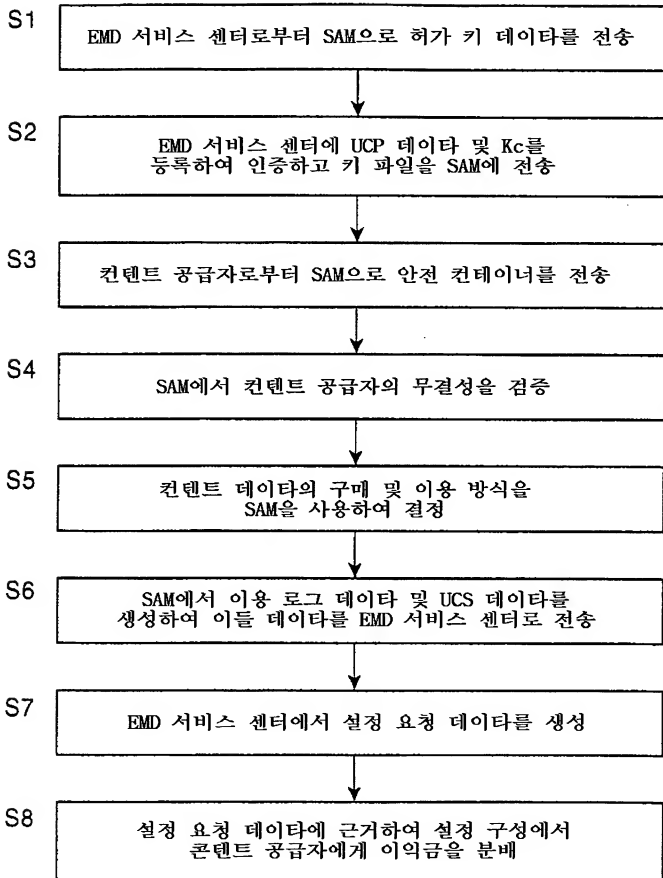 S1
EMD 서비스 센터로부터 SAM으로 허가 키 데이타를 전송
S2
EMD 서비스 센터에 UCP 데이타 및 Kc를
등록하여 인증하고 키 파일을 SAM에 전송
S3
컨텐트 공급자로부터 SAM으로 안전 컨테이너를 전송
S4
SAM에서 컨텐트 공급자의 무결성을 검증
S5
컨텐트 데이타의 구매 및 이용 방식을
SAM을 사용하여 결정
S6
SAM에서 이용 로그 데이타 및 UCS 데이타를
생성하여 이들 데이타를 EMD 서비스 센터로 전송
S7
EMD 서비스 센터에서 설정 요청 데이타를 생성
S8
설정 요청 데이타에 근거하여 설정 구성에서
콘텐트 공급자에게 이익금을 분배